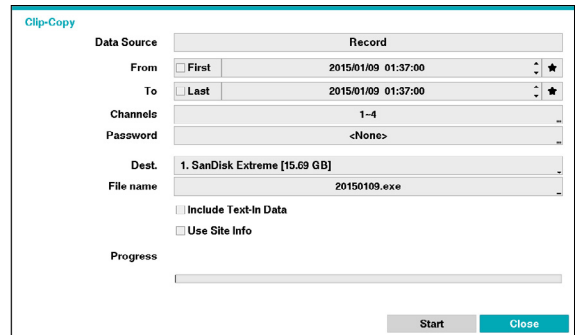 Clip-Copy
Data Source Record
From First 2015/01/09 01:37:00
To Last 2015/01/09 01:37:00
Channels 1~4
Password <None>
Dest. 1. SanDisk Extreme [15.69 GB]
File name 20150109.exe
Include Text-In Data
Use Site Info
Progress
Start Close